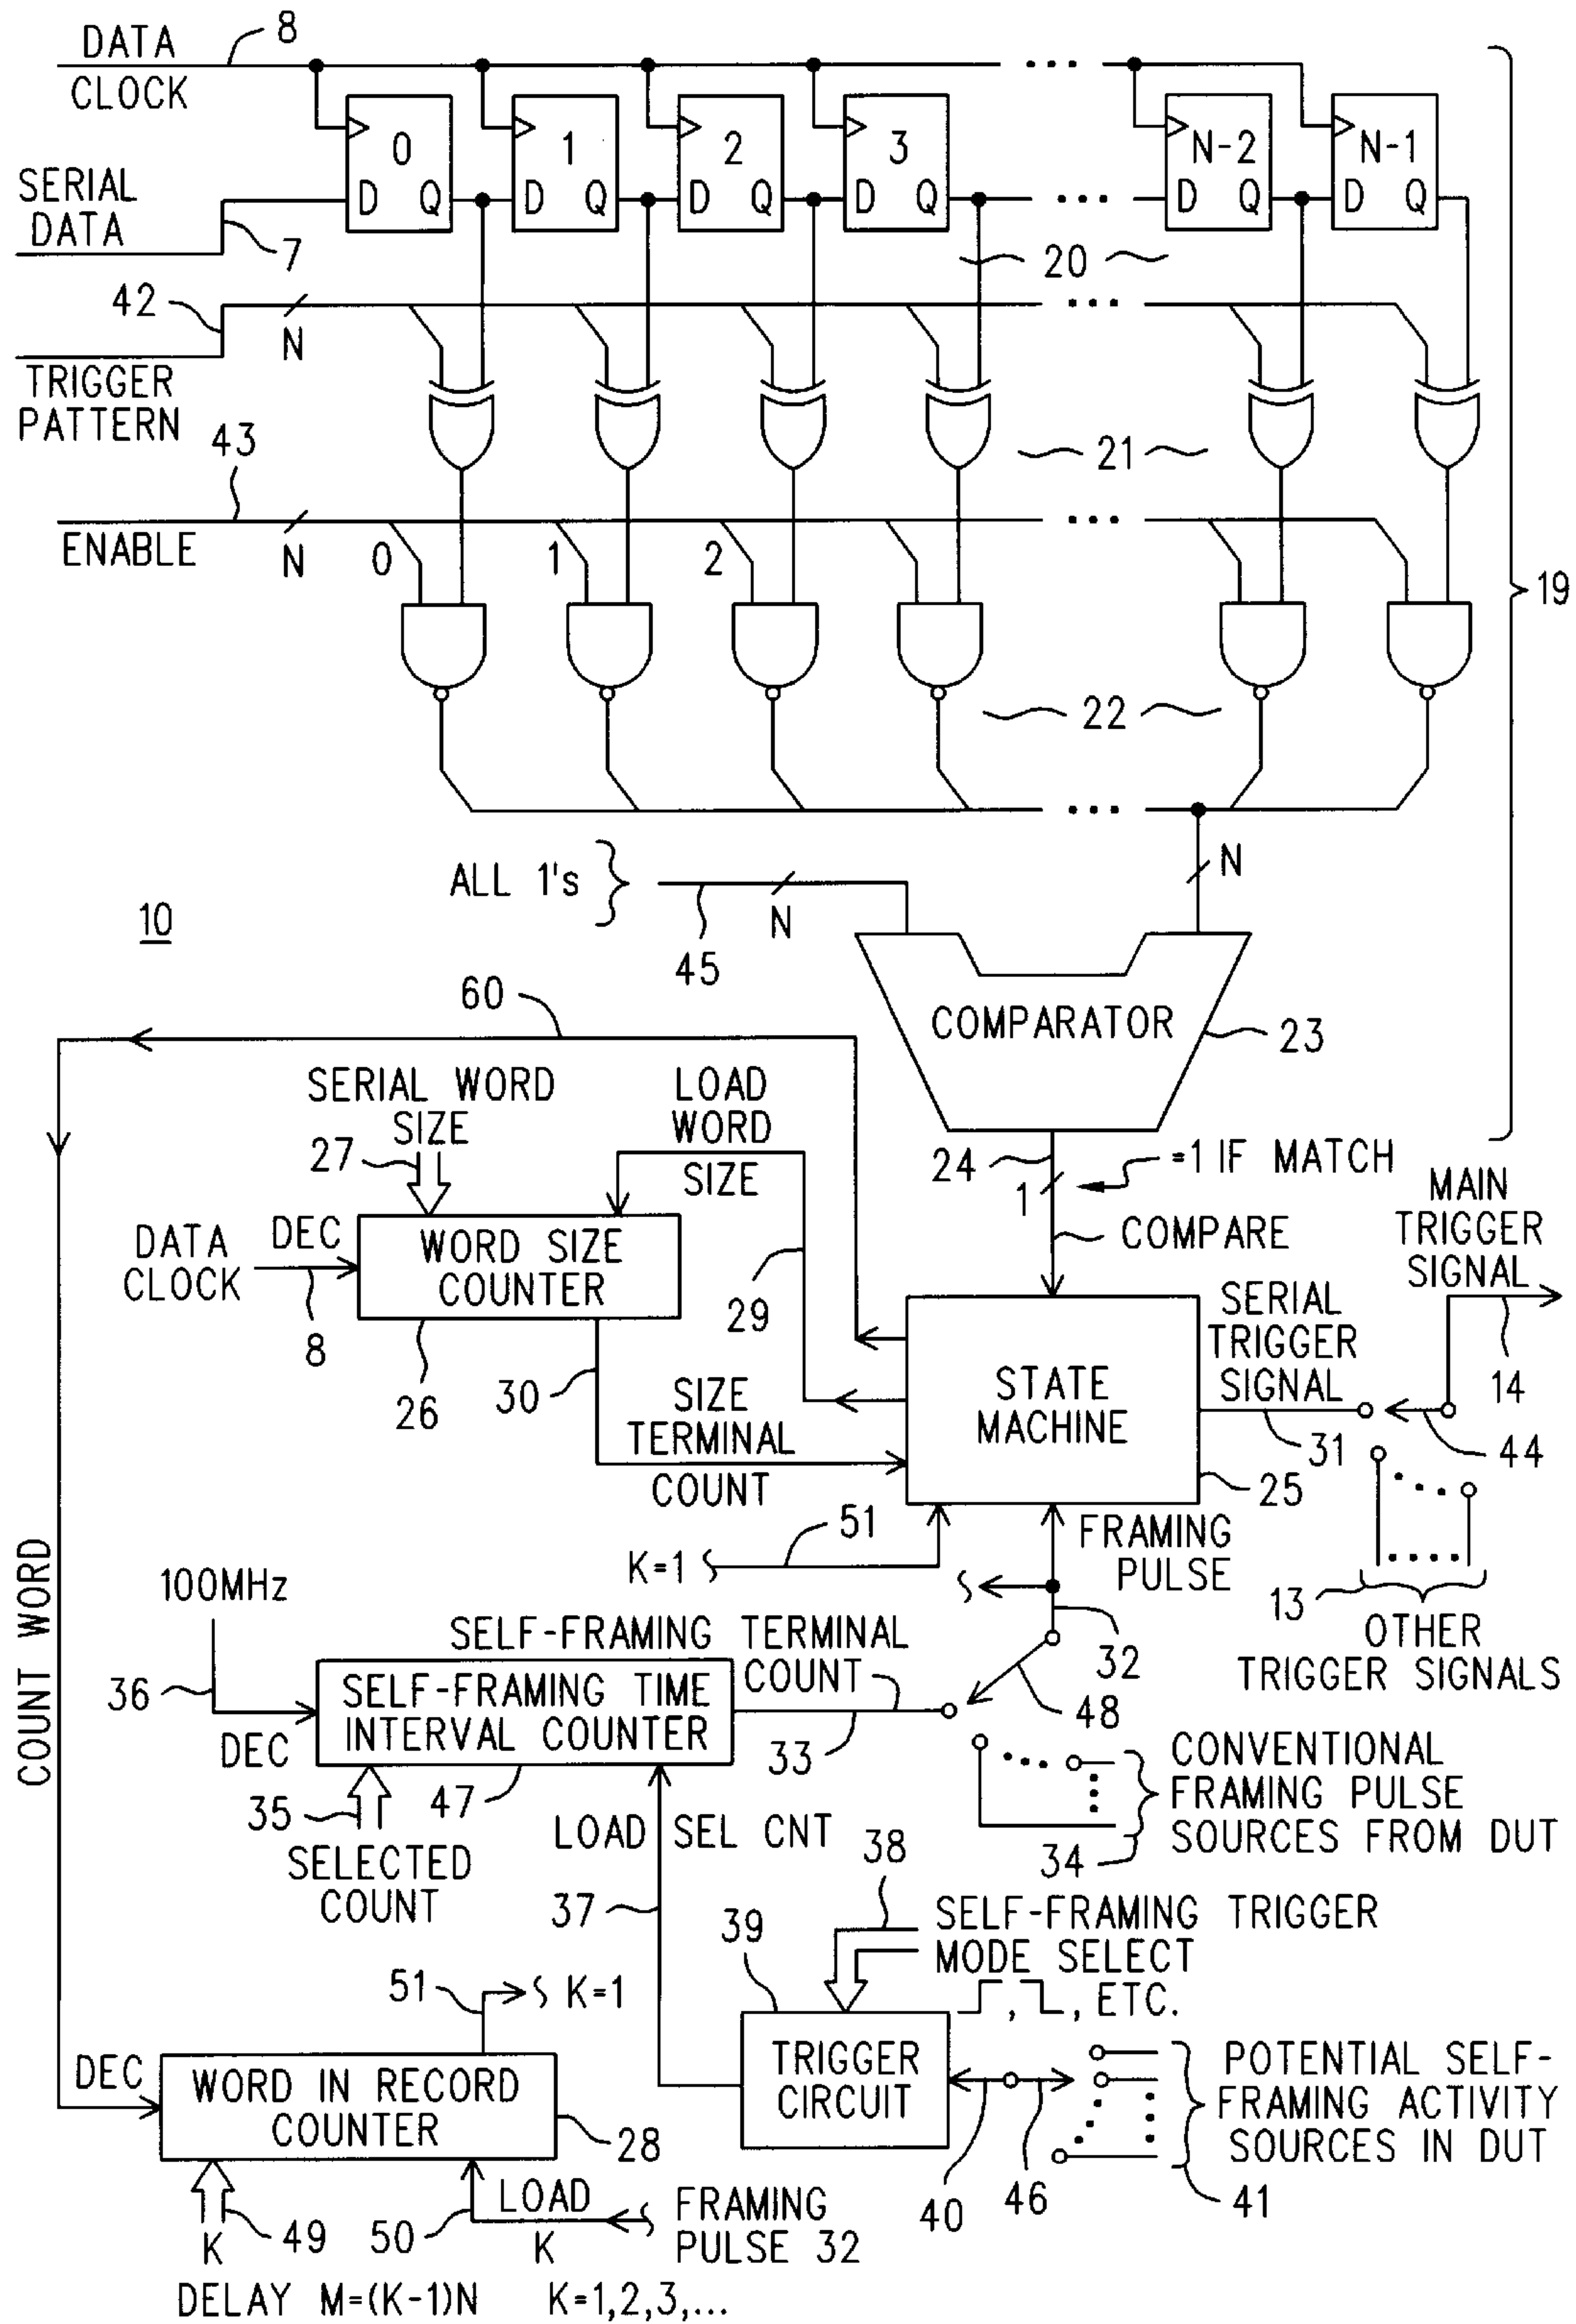 DATA
CLOCK
8
0
1
2
3
N-2
N-1
D Q
D Q
D Q
D Q
D Q
D Q
SERIAL
DATA
7
20
42
N
TRIGGER
PATTERN
21
43
ENABLE
N
0
1
2
19
22
ALL 1's
N
45
N
10
60
COMPARATOR
23
SERIAL WORD
SIZE
27
LOAD
WORD
SIZE
24
1
=1 IF MATCH
COMPARE
MAIN
TRIGGER
SIGNAL
14
DATA
CLOCK
DEC
8
WORD SIZE
COUNTER
26
30
29
SIZE
TERMINAL
COUNT
STATE
MACHINE
25
SERIAL
TRIGGER
SIGNAL
31
44
13
OTHER
TRIGGER SIGNALS
K=1
51
FRAMING
PULSE
32
COUNT WORD
100MHz
36
DEC
SELF-FRAMING TERMINAL
COUNT
SELF-FRAMING TIME
INTERVAL COUNTER
33
48
35
SELECTED
COUNT
47
LOAD SEL CNT
37
CONVENTIONAL
FRAMING PULSE
SOURCES FROM DUT
34
38
SELF-FRAMING TRIGGER
MODE SELECT
, , ETC.
39
TRIGGER
CIRCUIT
40
46
POTENTIAL SELF-
FRAMING ACTIVITY
SOURCES IN DUT
41
51
K=1
DEC
WORD IN RECORD
COUNTER
28
K
49
50
LOAD
K
FRAMING
PULSE 32
DELAY M=(K-1)N K=1,2,3,...